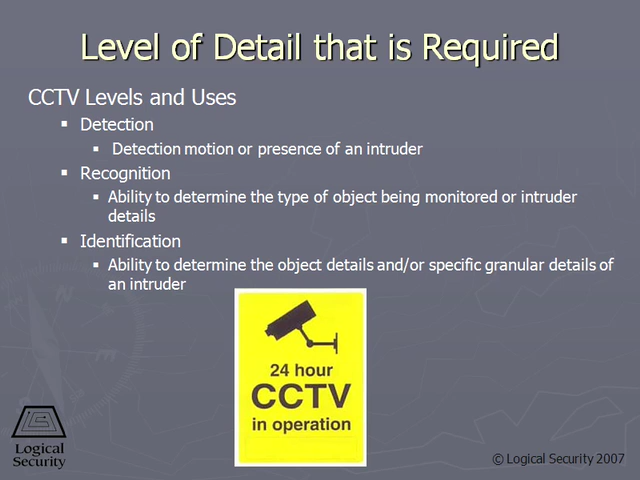 Level of Detail that is Required
CCTV Levels and Uses
Detection
Detection motion or presence of an intruder
Recognition
Ability to determine the type of object being monitored or intruder
details
Identification
Ability to determine the object details and/or specific granular details of
an intruder
24 hour
CCTV
in operation
Logical
Security
© Logical Security 2007